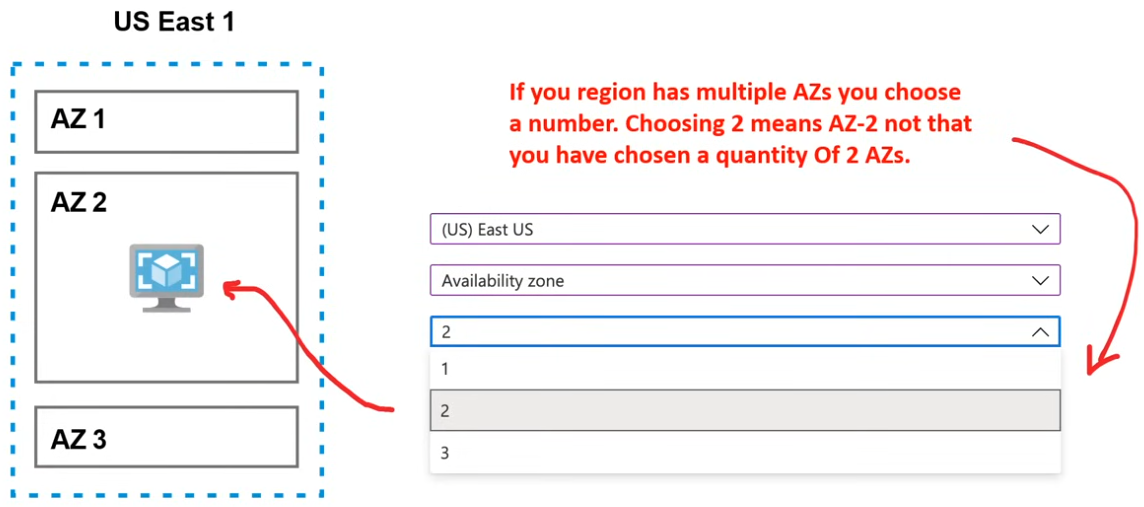 US East 1
AZ 1
AZ 2
AZ 3
If you region has multiple AZs you choose
a number. Choosing 2 means AZ-2 not that
you have chosen a quantity Of 2 AZs.
(US) East US
Availability zone
2
1
2
3